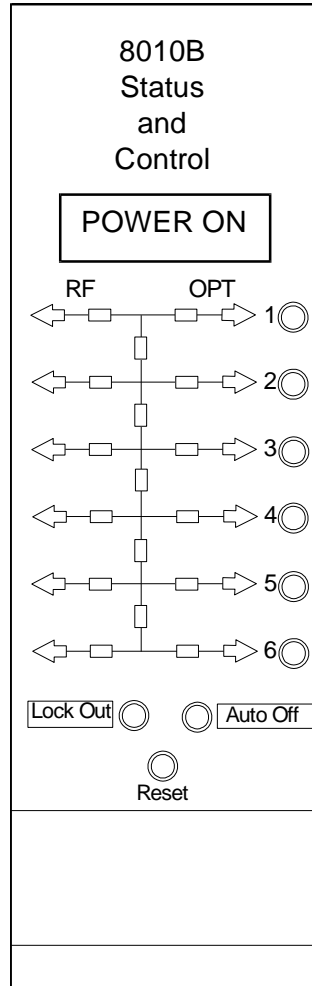 8010B
Status
and
Control
POWER ON
RF OPT
1
2
3
4
5
6
Lock Out Auto Off
Reset